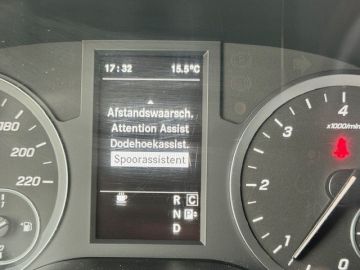 17:32 15.5°C
Afstandswaarsch.
Attention Assist
Dodehoekassist.
Spoorassistent
R C
N P
D
180
200
220
4
x1000/min
3
2
1